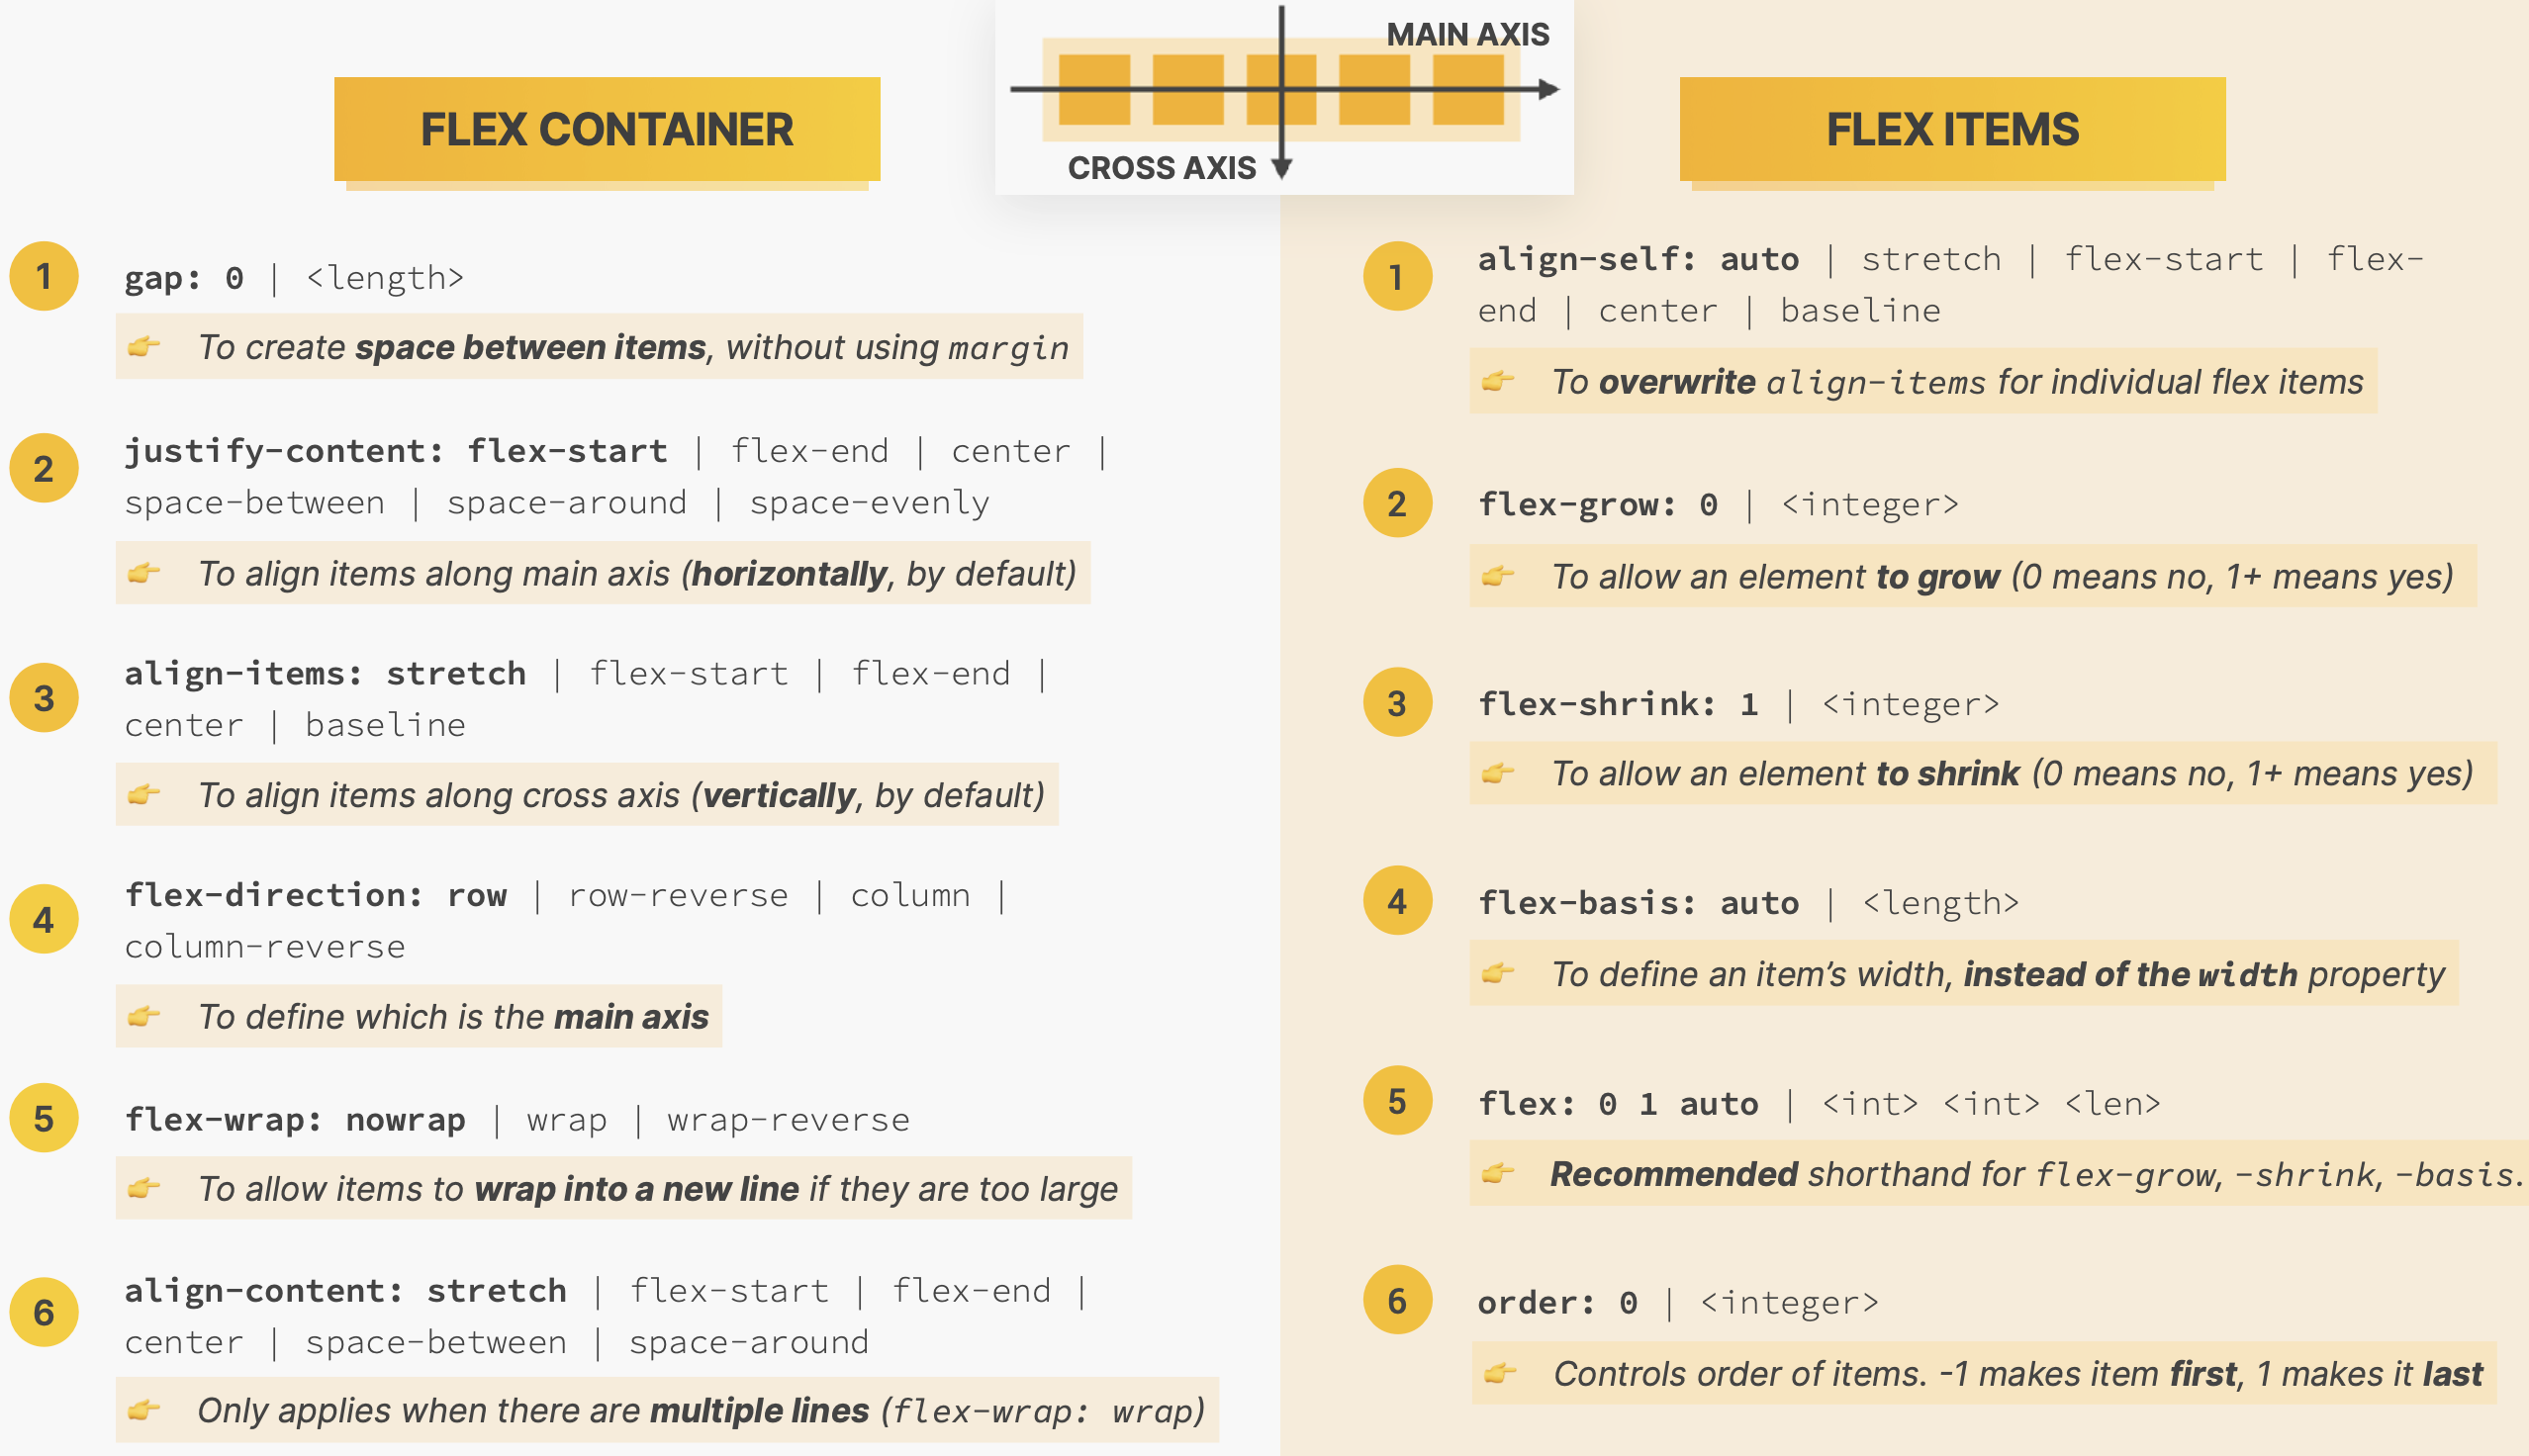 MAIN AXIS
CROSS AXIS
FLEX CONTAINER
1
gap: 0 | <length>
👉 To create space between items, without using margin
2
justify-content: flex-start | flex-end | center |
space-between | space-around | space-evenly
👉 To align items along main axis (horizontally, by default)
3
align-items: stretch | flex-start | flex-end |
center | baseline
👉 To align items along cross axis (vertically, by default)
4
flex-direction: row | row-reverse | column |
column-reverse
👉 To define which is the main axis
5
flex-wrap: nowrap | wrap | wrap-reverse
👉 To allow items to wrap into a new line if they are too large
6
align-content: stretch | flex-start | flex-end |
center | space-between | space-around
👉 Only applies when there are multiple lines (flex-wrap: wrap)
FLEX ITEMS
1
align-self: auto | stretch | flex-start | flex-
end | center | baseline
👉 To overwrite align-items for individual flex items
2
flex-grow: 0 | <integer>
👉 To allow an element to grow (0 means no, 1+ means yes)
3
flex-shrink: 1 | <integer>
👉 To allow an element to shrink (0 means no, 1+ means yes)
4
flex-basis: auto | <length>
👉 To define an item’s width, instead of the width property
5
flex: 0 1 auto | <int> <int> <len>
👉 Recommended shorthand for flex-grow, -shrink, -basis.
6
order: 0 | <integer>
👉 Controls order of items. -1 makes item first, 1 makes it last